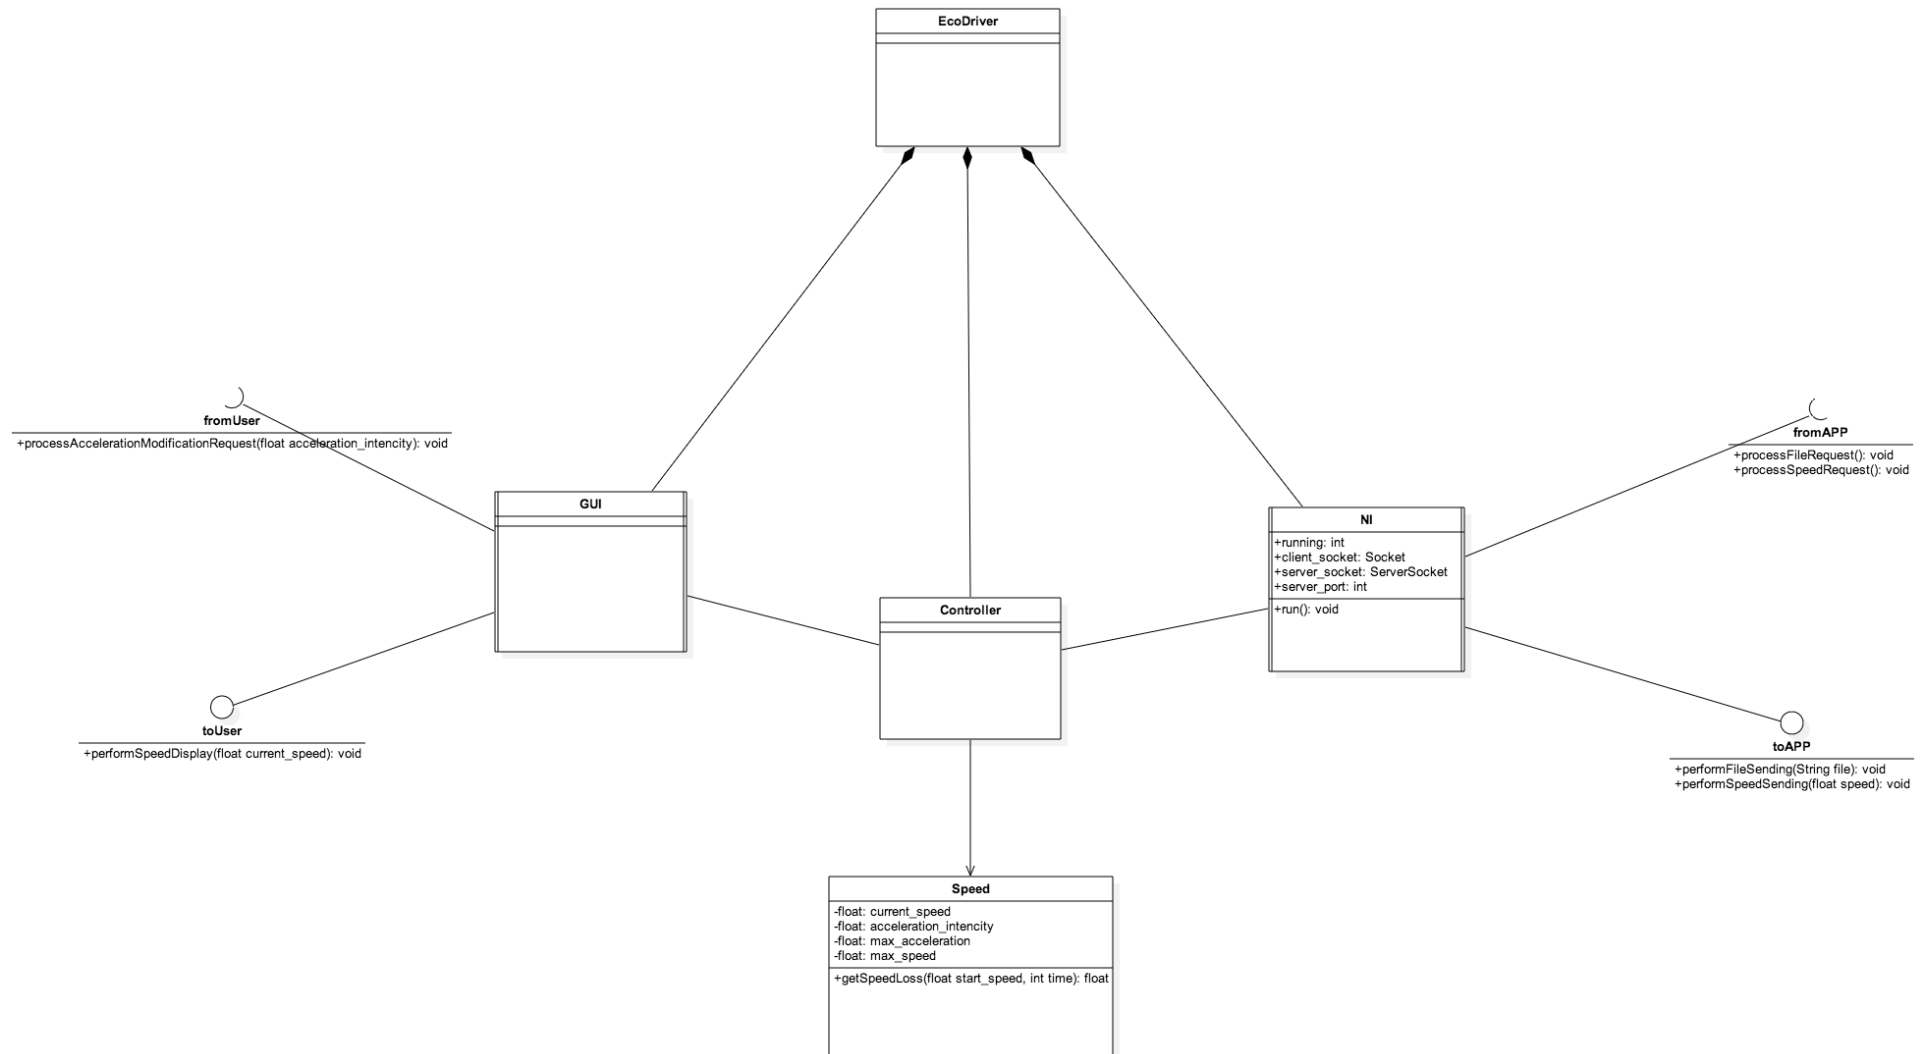 EcoDriver
fromUser
+processAccelerationModificationRequest(float acceleration_intencity): void
fromAPP
+processFileRequest(): void
+processSpeedRequest(): void
GUI
NI
+running: int
+client_socket: Socket
+server_socket: ServerSocket
+server_port: int
+run(): void
Controller
toUser
+performSpeedDisplay(float current_speed): void
toAPP
+performFileSending(String file): void
+performSpeedSending(float speed): void
Speed
-float: current_speed
-float: acceleration_intencity
-float: max_acceleration
-float: max_speed
+getSpeedLoss(float start_speed, int time): float